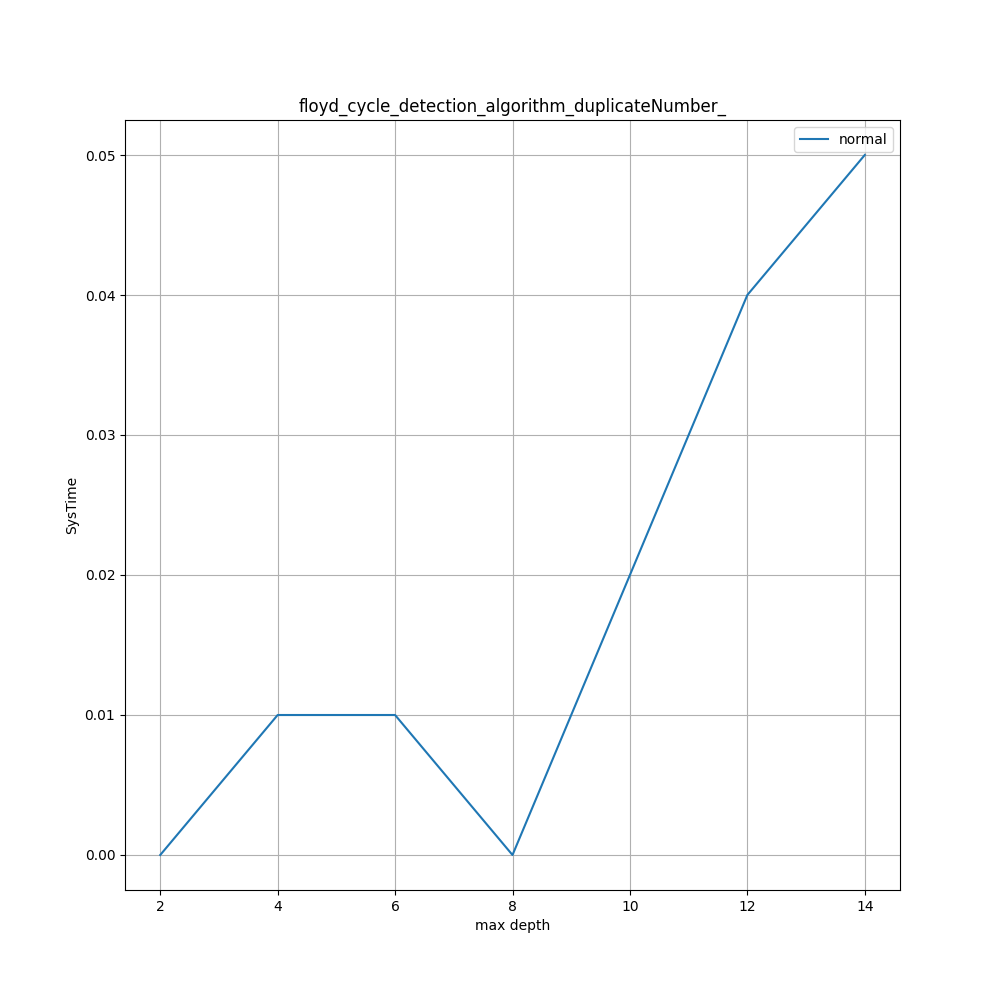 floyd_cycle_detection_algorithm_duplicateNumber_
normal
0.05
0.04
0.03
0.02
0.01
0.00
SysTime
2 4 6 8 10 12 14
max depth